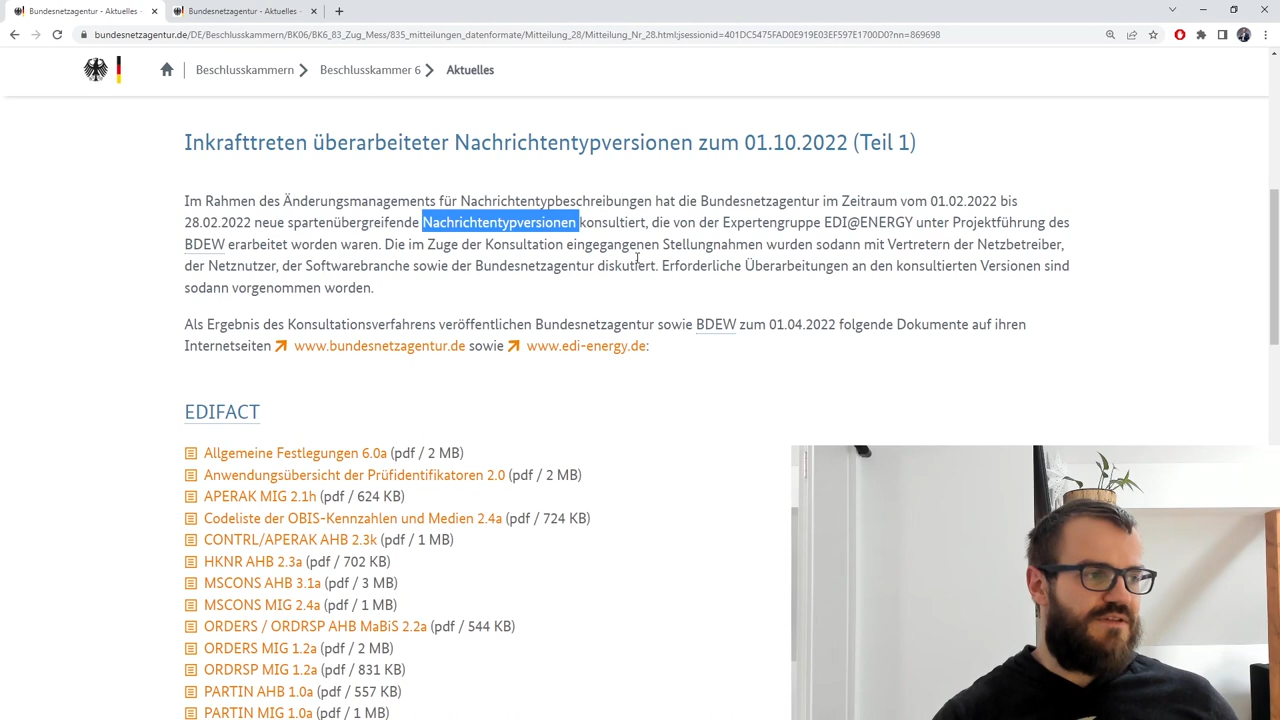 Bundesnetzagentur - Aktuelles -
Bundesnetzagentur - Aktuelles -
bundesnetzagentur.de/DE/Beschlusskammern/BK06/BK6_83_Zug_Mess/835_mitteilungen_datenformate/Mitteilung_28/Mitteilung_Nr_28.html;jsessionid=401DC5475FAD0E919E03EF597E1700D0?nn=869698
Beschlusskammern
Beschlusskammer 6
Aktuelles
Inkrafttreten überarbeiteter Nachrichtentypversionen zum 01.10.2022 (Teil 1)
Im Rahmen des Änderungsmanagements für Nachrichtentypbeschreibungen hat die Bundesnetzagentur im Zeitraum vom 01.02.2022 bis
28.02.2022 neue spartenübergreifende Nachrichtentypversionen konsultiert, die von der Expertengruppe EDI@ENERGY unter Projektführung des
BDEW erarbeitet worden waren. Die im Zuge der Konsultation eingegangenen Stellungnahmen wurden sodann mit Vertretern der Netzbetreiber,
der Netznutzer, der Softwarebranche sowie der Bundesnetzagentur diskutiert. Erforderliche Überarbeitungen an den konsultierten Versionen sind
sodann vorgenommen worden.
Als Ergebnis des Konsultationsverfahrens veröffentlichen Bundesnetzagentur sowie BDEW zum 01.04.2022 folgende Dokumente auf ihren
Internetseiten www.bundesnetzagentur.de sowie www.edi-energy.de:
EDIFACT
Allgemeine Festlegungen 6.0a (pdf / 2 MB)
Anwendungsübersicht der Prüfidentifikatoren 2.0 (pdf / 2 MB)
APERAK MIG 2.1h (pdf / 624 KB)
Codeliste der OBIS-Kennzahlen und Medien 2.4a (pdf / 724 KB)
CONTRL/APERAK AHB 2.3k (pdf / 1 MB)
HKNR AHB 2.3a (pdf / 702 KB)
MSCONS AHB 3.1a (pdf / 3 MB)
MSCONS MIG 2.4a (pdf / 1 MB)
ORDERS / ORDRSP AHB MaBiS 2.2a (pdf / 544 KB)
ORDERS MIG 1.2a (pdf / 2 MB)
ORDRSP MIG 1.2a (pdf / 831 KB)
PARTIN AHB 1.0a (pdf / 557 KB)
PARTIN MIG 1.0a (pdf / 1 MB)